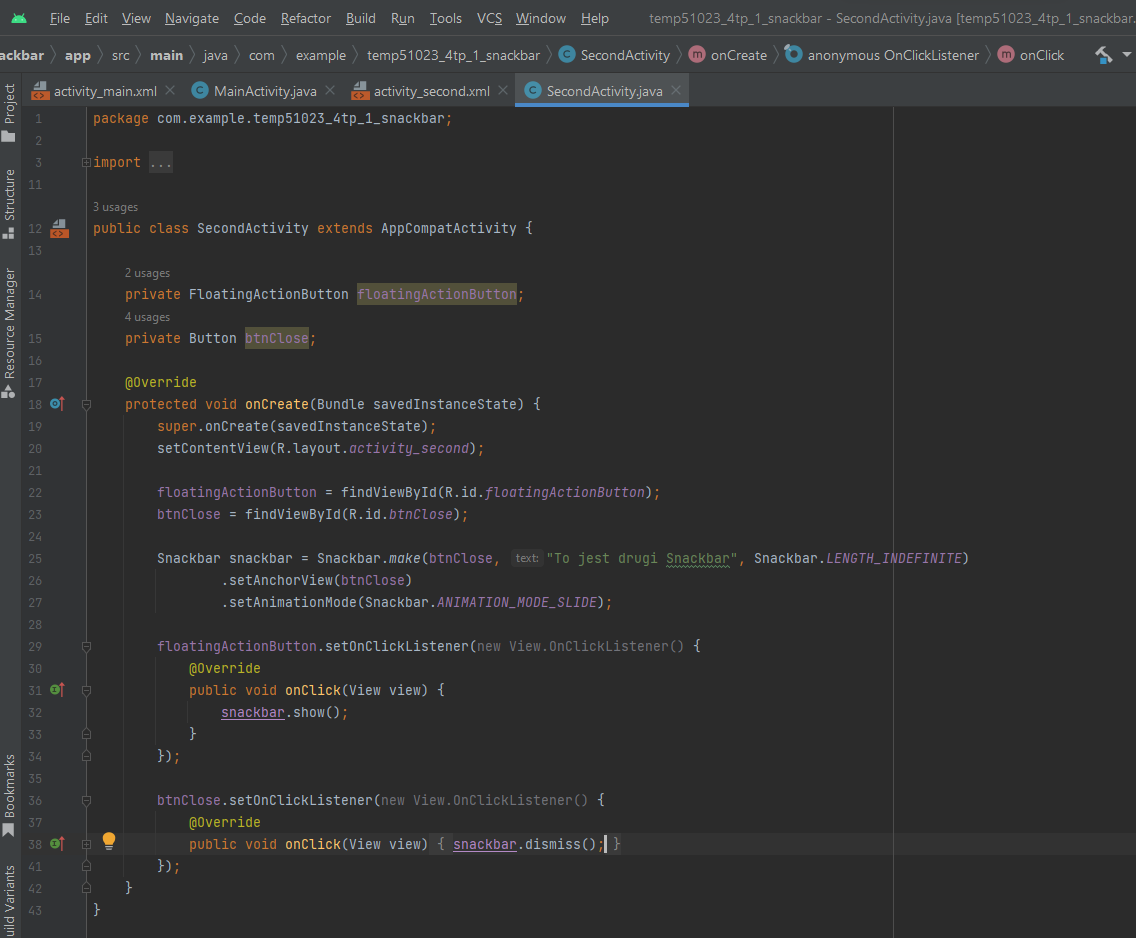 File Edit View Navigate Code Refactor Build Run Tools VCS Window Help temp51023_4tp_1_snackbar - SecondActivity.java [temp51023_4tp_1_snackbar.
ackbar app src main java com example temp51023_4tp_1_snackbar SecondActivity onCreate anonymous OnClickListener onClick
activity_main.xml MainActivity.java activity_second.xml SecondActivity.java
Project
Structure
Resource Manager
Bookmarks
uild Variants
1 package com.example.temp51023_4tp_1_snackbar;
2
3 import ...
11
3 usages
12 public class SecondActivity extends AppCompatActivity {
13
2 usages
14 private FloatingActionButton floatingActionButton;
4 usages
15 private Button btnClose;
16
17 @Override
18 protected void onCreate(Bundle savedInstanceState) {
19 super.onCreate(savedInstanceState);
20 setContentView(R.layout.activity_second);
21
22 floatingActionButton = findViewById(R.id.floatingActionButton);
23 btnClose = findViewById(R.id.btnClose);
24
25 Snackbar snackbar = Snackbar.make(btnClose, text: "To jest drugi Snackbar", Snackbar.LENGTH_INDEFINITE)
26 .setAnchorView(btnClose)
27 .setAnimationMode(Snackbar.ANIMATION_MODE_SLIDE);
28
29 floatingActionButton.setOnClickListener(new View.OnClickListener() {
30 @Override
31 public void onClick(View view) {
32 snackbar.show();
33 }
34 });
35
36 btnClose.setOnClickListener(new View.OnClickListener() {
37 @Override
38 public void onClick(View view) { snackbar.dismiss(); }
41 });
42 }
43 }